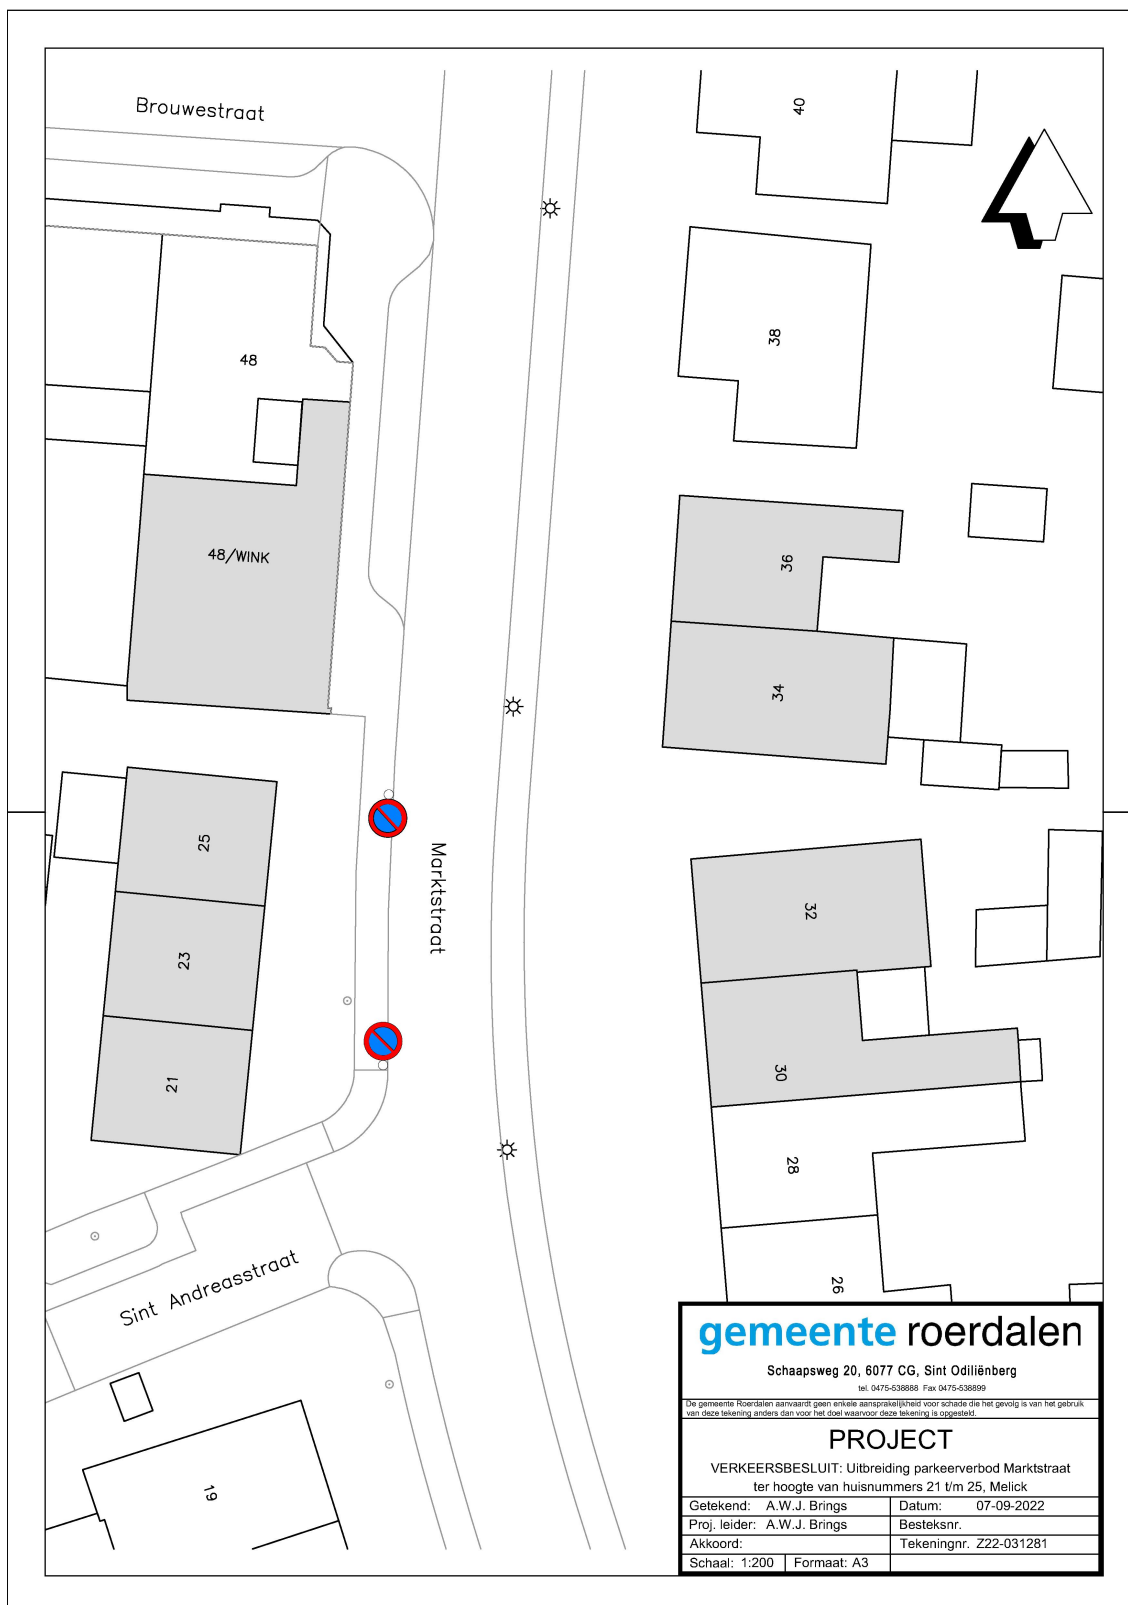 Brouwestraat
40
38
48
48/WINK
36
34
25
Marktstraat
32
23
30
21
28
Sint Andreasstraat
26
19
gemeente roerdalen
Schaapsweg 20, 6077 CG, Sint Odiliënberg
tel. 0475-538888 Fax 0475-538899
De gemeente Roerdalen aanvaardt geen enkele aansprakelijkheid voor schade die het gevolg is van het gebruik
van deze tekening anders dan voor het doel waarvoor deze tekening is opgesteld.
PROJECT
VERKEERSBESLUIT: Uitbreiding parkeerverbod Marktstraat
ter hoogte van huisnummers 21 t/m 25, Melick
Getekend: A.W.J. Brings Datum: 07-09-2022
Proj. leider: A.W.J. Brings Besteksnr.
Akkoord: Tekeningnr. Z22-031281
Schaal: 1:200 Formaat: A3